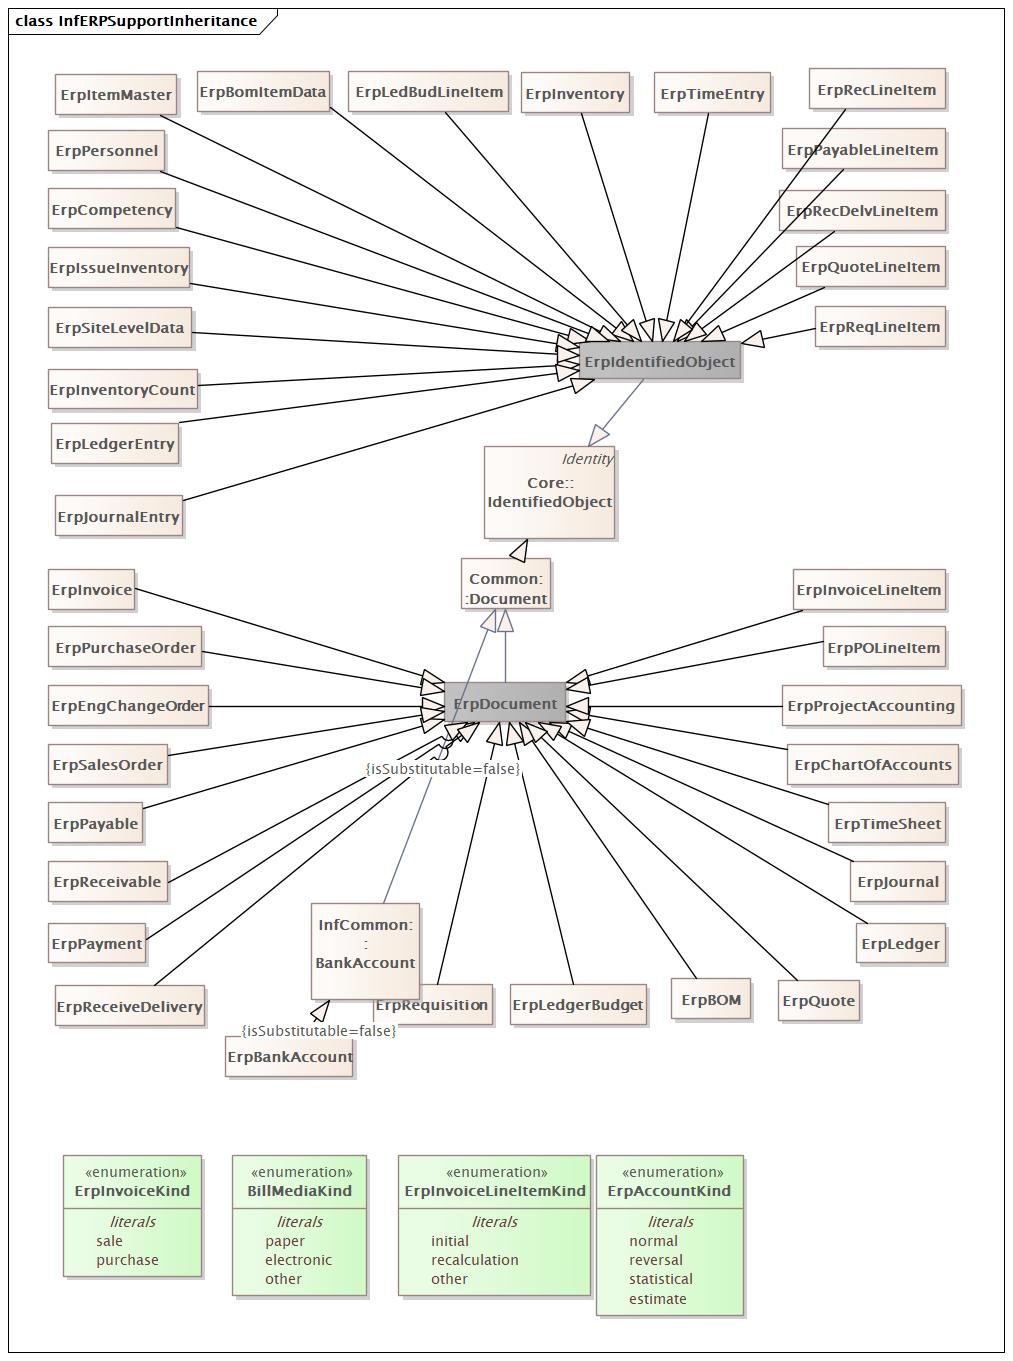 class InfERPSupportInheritance
ErpItemMaster
ErpBomItemData
ErpLedBudLineItem
ErpInventory
ErpTimeEntry
ErpRecLineItem
ErpPersonnel
ErpPayableLineItem
ErpCompetency
ErpRecDelvLineItem
ErpIssueInventory
ErpQuoteLineItem
ErpSiteLevelData
ErpReqLineItem
ErpIdentifiedObject
ErpInventoryCount
ErpLedgerEntry
Identity
Core::
IdentifiedObject
ErpJournalEntry
Common:
:Document
ErpInvoice
ErpInvoiceLineItem
ErpPurchaseOrder
ErpPOLineItem
ErpEngChangeOrder
ErpDocument
ErpProjectAccounting
ErpSalesOrder
{isSubstitutable=false}
ErpChartOfAccounts
ErpPayable
ErpTimeSheet
ErpReceivable
ErpJournal
ErpPayment
InfCommon:
:
BankAccount
ErpLedger
ErpReceiveDelivery
ErpRequisition
ErpLedgerBudget
ErpBOM
ErpQuote
{isSubstitutable=false}
ErpBankAccount
«enumeration»
ErpInvoiceKind
literals
sale
purchase
«enumeration»
BillMediaKind
literals
paper
electronic
other
«enumeration»
ErpInvoiceLineItemKind
literals
initial
recalculation
other
«enumeration»
ErpAccountKind
literals
normal
reversal
statistical
estimate